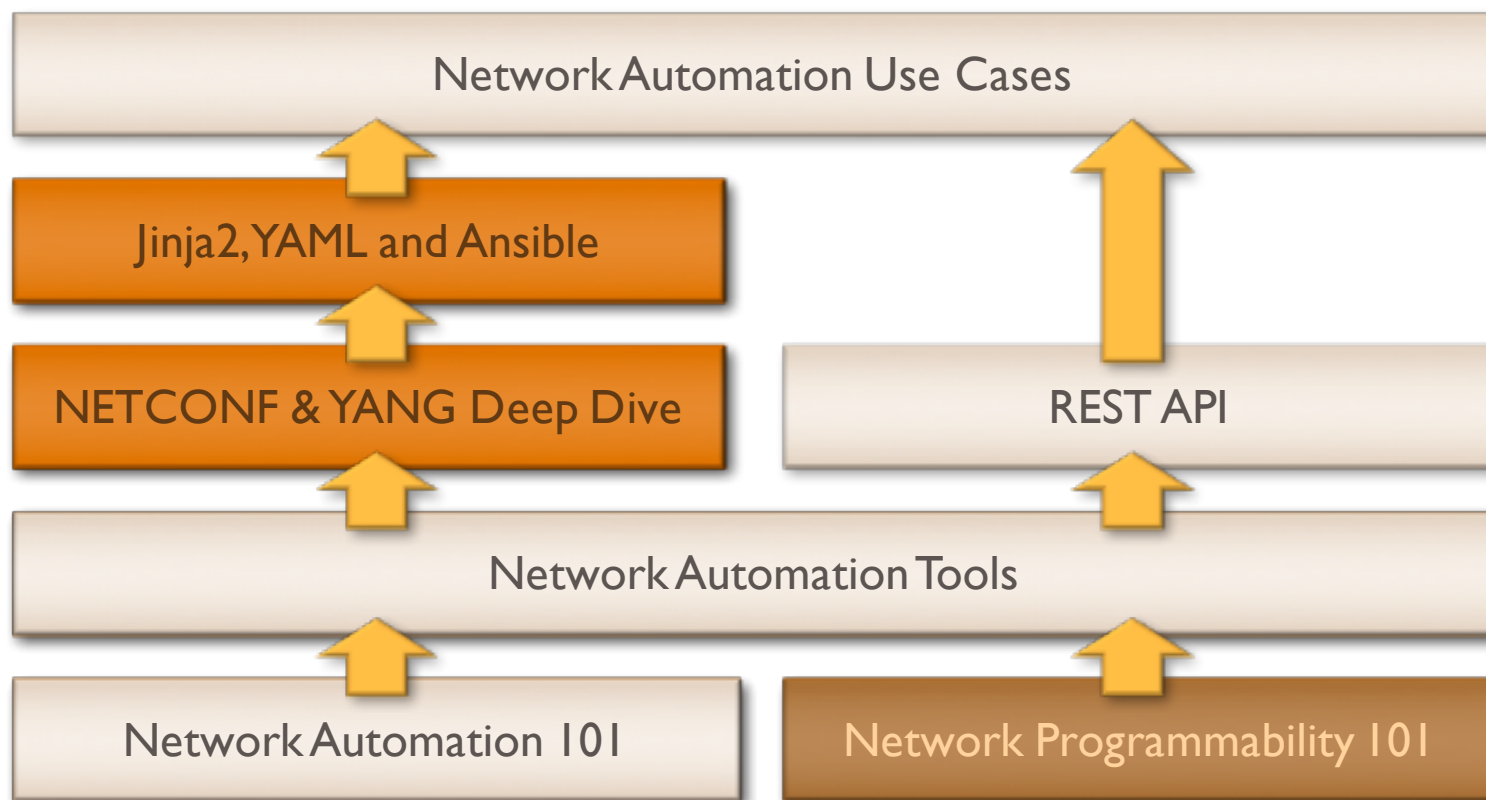 Network Automation Use Cases
Jinja2, YAML and Ansible
NETCONF & YANG Deep Dive
REST API
Network Automation Tools
Network Automation 101
Network Programmability 101